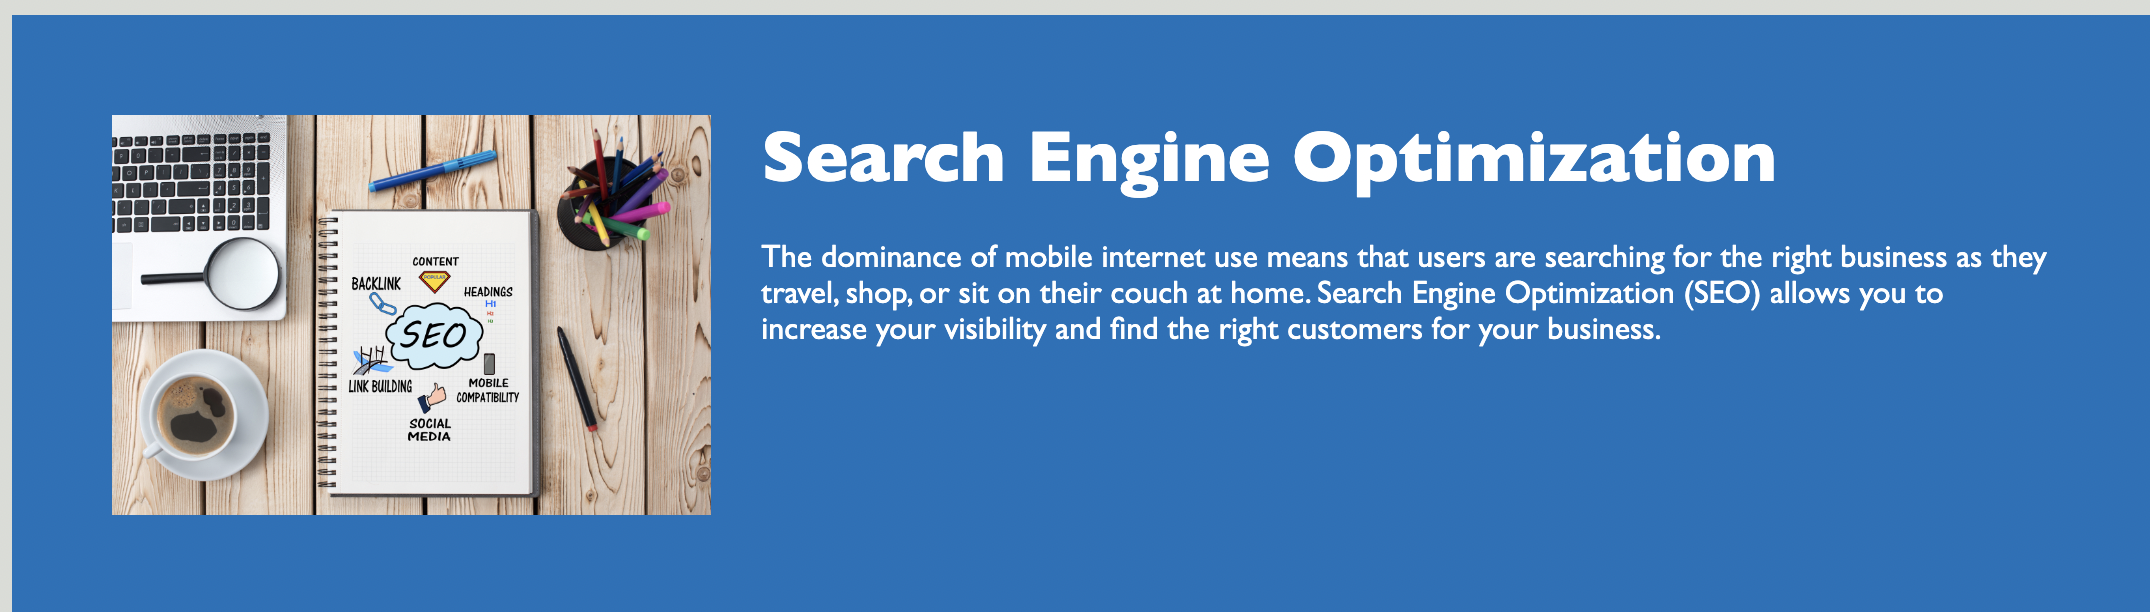 Search Engine Optimization
The dominance of mobile internet use means that users are searching for the right business as they
travel, shop, or sit on their couch at home. Search Engine Optimization (SEO) allows you to
increase your visibility and find the right customers for your business.
CONTENT
POPULAR
BACKLINK
HEADINGS
H1
H2
H3
SEO
LINK BUILDING
MOBILE
COMPATIBILITY
SOCIAL
MEDIA